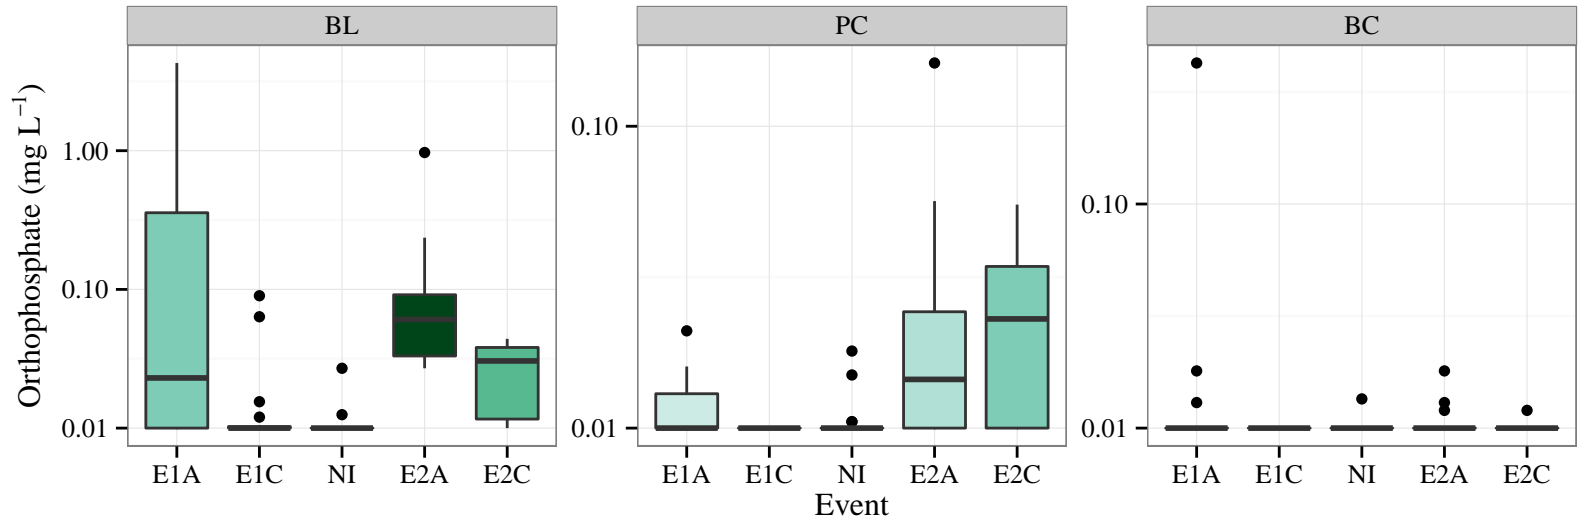 BL
PC
BC
Orthophosphate (mg L⁻¹)
1.00
0.10
0.01
0.10
0.01
0.10
0.01
E1A E1C NI E2A E2C
E1A E1C NI E2A E2C
E1A E1C NI E2A E2C
Event